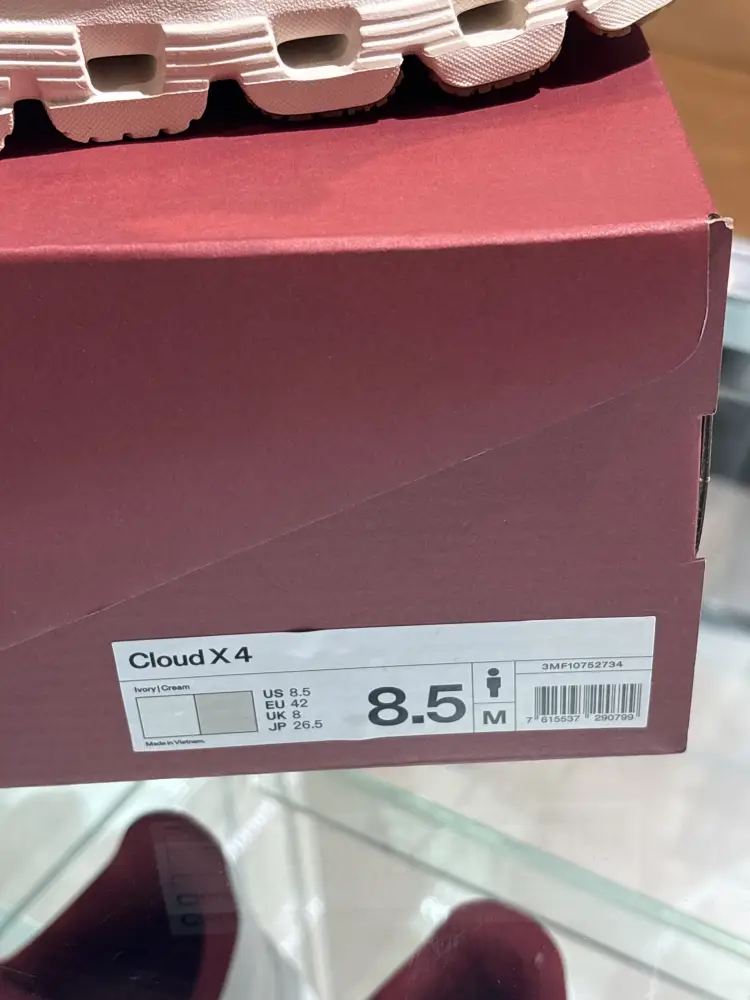 Cloud X 4
Ivory | Cream
US 8.5
EU 42
UK 8
JP 26.5
Made in Vietnam.
8.5
M
3MF10752734
7 615537 290799